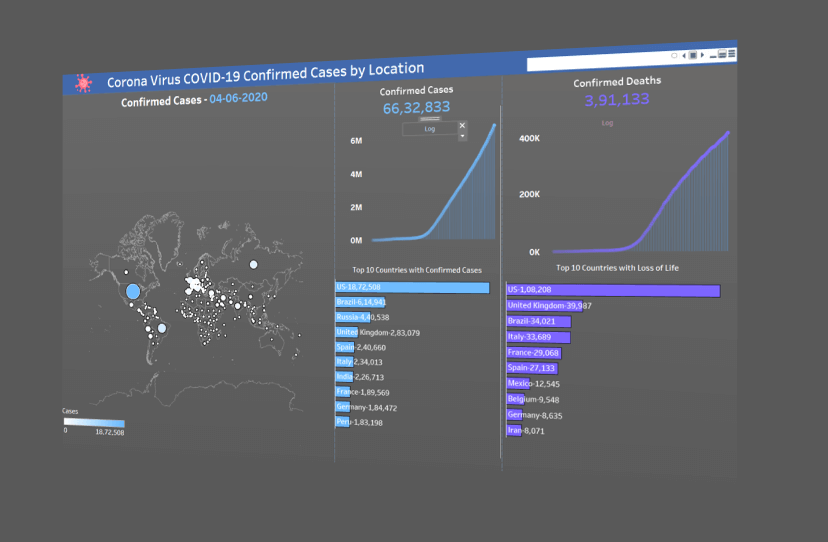 Corona Virus COVID-19 Confirmed Cases by Location
Confirmed Cases - 04-06-2020
Cases
0 18,72,508
Confirmed Cases
66,32,833
Log
6M
4M
2M
0M
Top 10 Countries with Confirmed Cases
US-18,72,508
Brazil-6,14,941
Russia-4,40,538
United Kingdom-2,83,079
Spain-2,40,660
Italy-2,34,013
India-2,26,713
France-1,89,569
Germany-1,84,472
Peru-1,83,198
Confirmed Deaths
3,91,133
Log
400K
200K
0K
Top 10 Countries with Loss of Life
US-1,08,208
United Kingdom-39,987
Brazil-34,021
Italy-33,689
France-29,068
Spain-27,133
Mexico-12,545
Belgium-9,548
Germany-8,635
Iran-8,071